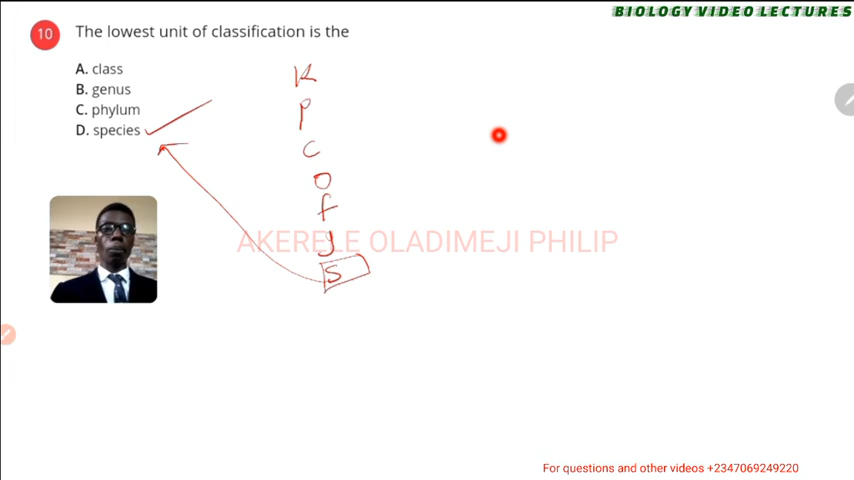 BIOLOGY VIDEO LECTURES
10 The lowest unit of classification is the
A. class
B. genus
C. phylum
D. species
K
P
C
O
f
g
S
AKERELE OLADIMEJI PHILIP
For questions and other videos +2347069249220